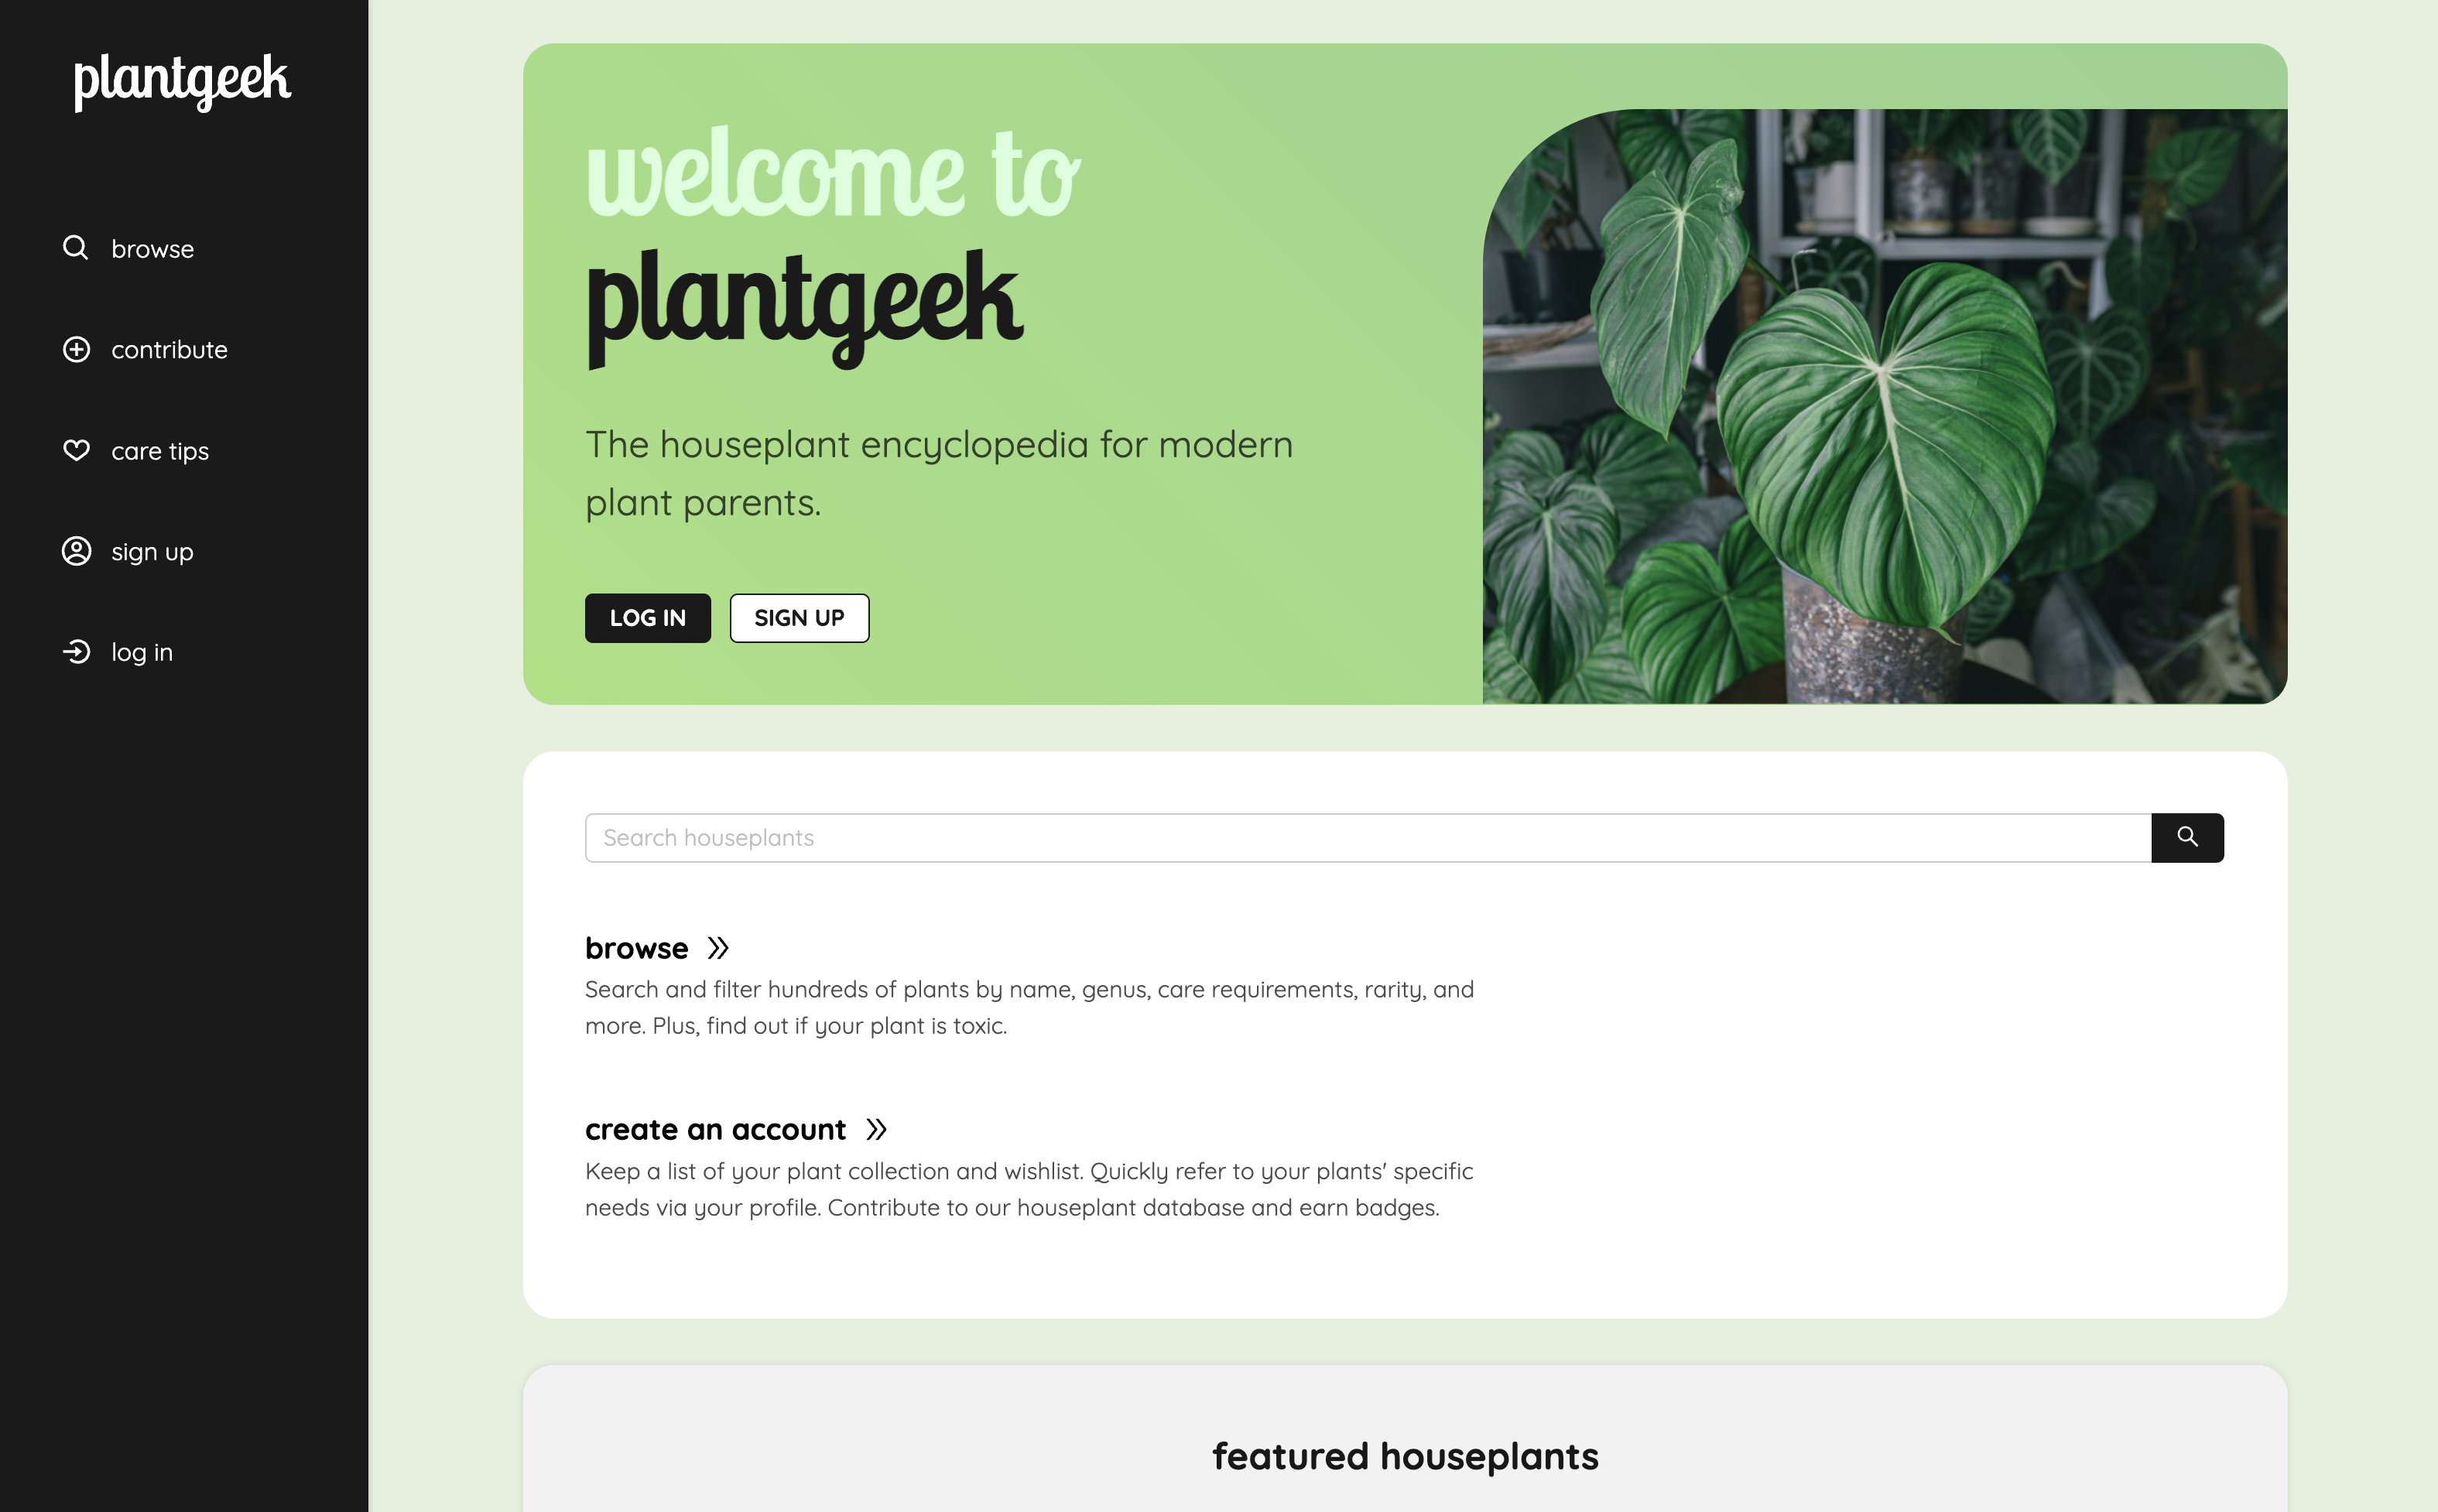 plantgeek
browse
contribute
care tips
sign up
log in
welcome to
plantgeek
The houseplant encyclopedia for modern
plant parents.
LOG IN
SIGN UP
Search houseplants
browse
Search and filter hundreds of plants by name, genus, care requirements, rarity, and
more. Plus, find out if your plant is toxic.
create an account
Keep a list of your plant collection and wishlist. Quickly refer to your plants' specific
needs via your profile. Contribute to our houseplant database and earn badges.
featured houseplants